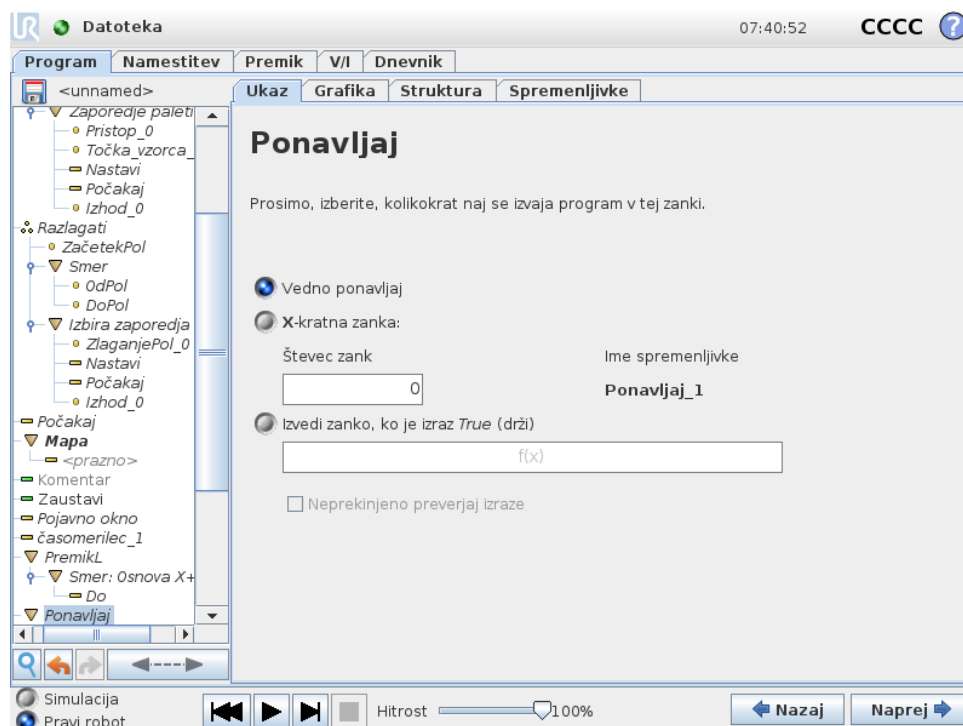 UR Datoteka 07:40:52 CCCC ?
Program Namestitev Premik V/I Dnevnik
<unnamed>
Ukaz Grafika Struktura Spremenljivke
Zaporedje paleti
Pristop_0
Točka_vzorca_
Nastavi
Počakaj
Izhod_0
Razlagati
ZačetekPol
Smer
OdPol
DoPol
Izbira zaporedja
ZlaganjePol_0
Nastavi
Počakaj
Izhod_0
Počakaj
Mapa
<prazno>
Komentar
Zaustavi
Pojavno okno
časomerilec_1
PremikL
Smer: Osnova X+
Do
Ponavljaj
Ponavljaj
Prosimo, izberite, kolikokrat naj se izvaja program v tej zanki.
Vedno ponavljaj
X-kratna zanka:
Števec zank Ime spremenljivke
0 Ponavljaj_1
Izvedi zanko, ko je izraz True (drži)
f(x)
Neprekinjeno preverjaj izraze
Simulacija
Pravi robot
Hitrost 100%
Nazaj Naprej